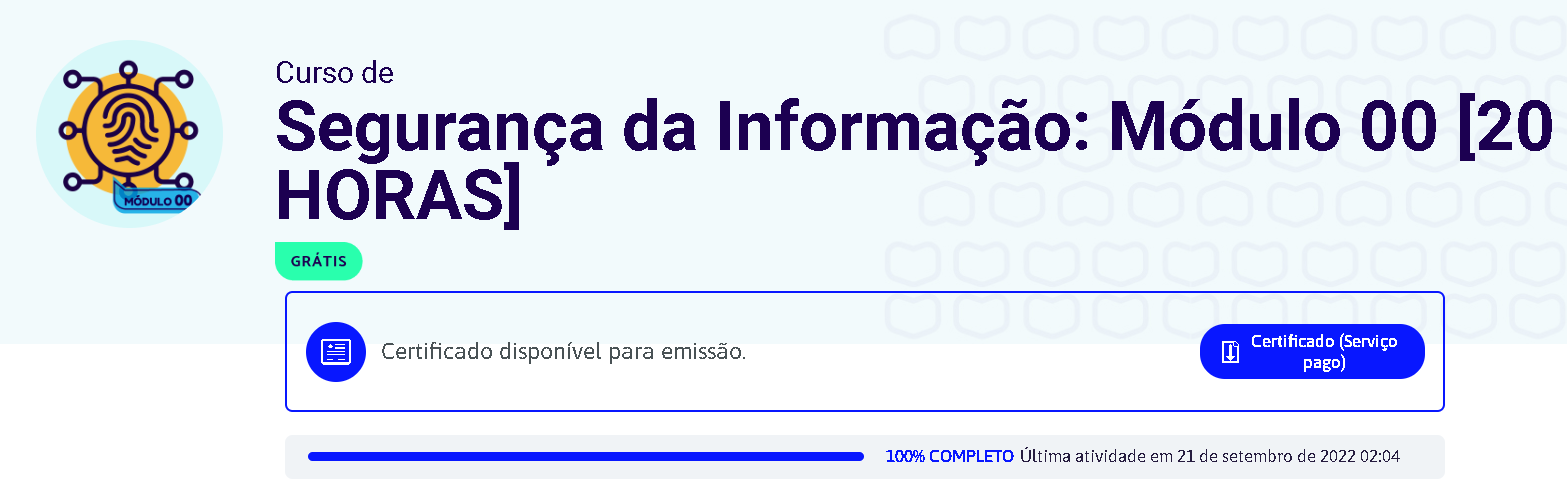 Curso de
Segurança da Informação: Módulo 00 [20
HORAS]
MÓDULO 00
GRÁTIS
Certificado disponível para emissão.
Certificado (Serviço
pago)
100% COMPLETO Última atividade em 21 de setembro de 2022 02:04